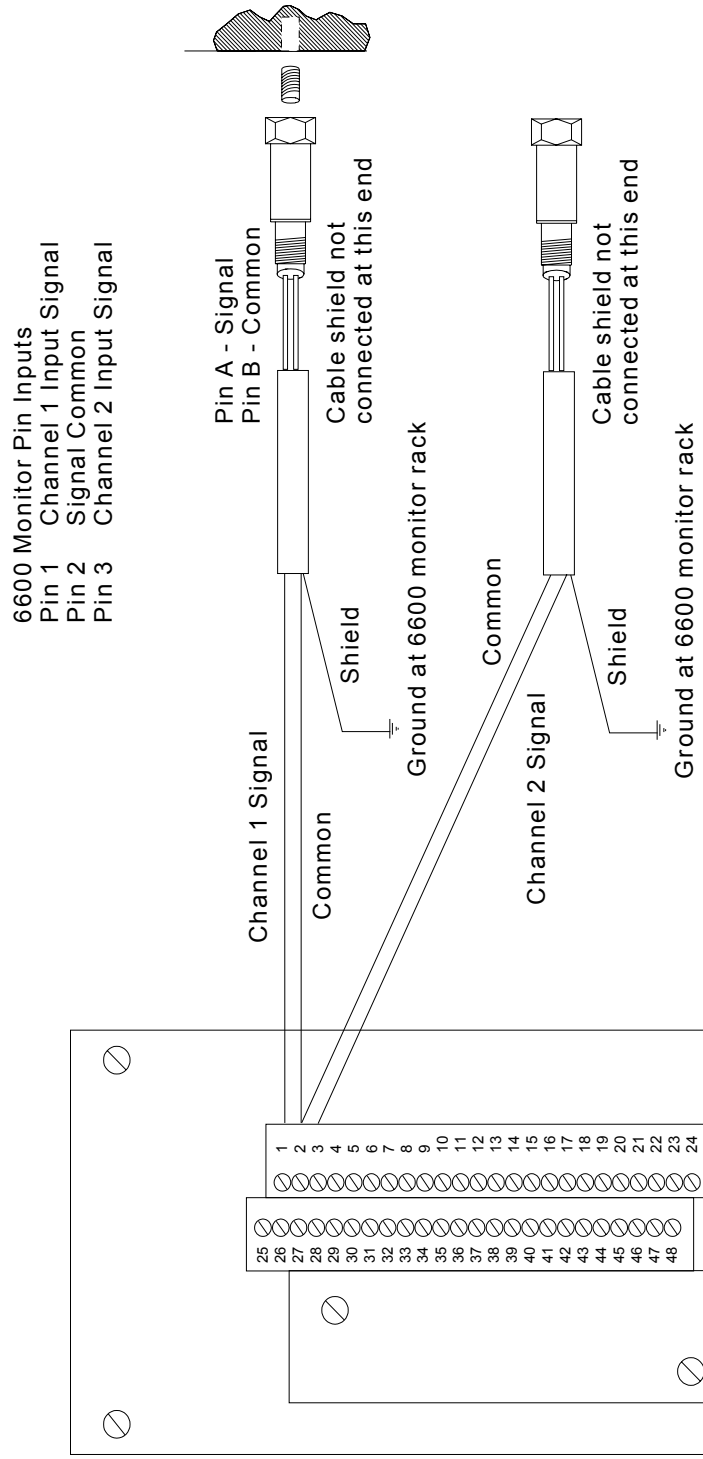 6600 Monitor Pin Inputs
Pin 1 Channel 1 Input Signal
Pin 2 Signal Common
Pin 3 Channel 2 Input Signal
Pin A - Signal
Pin B - Common
Cable shield not
connected at this end
Channel 1 Signal
Common
Shield
Ground at 6600 monitor rack
Cable shield not
connected at this end
Common
Channel 2 Signal
Shield
Ground at 6600 monitor rack
1
2
3
4
5
6
7
8
9
10
11
12
13
14
15
16
17
18
19
20
21
22
23
24
25
26
27
28
29
30
31
32
33
34
35
36
37
38
39
40
41
42
43
44
45
46
47
48